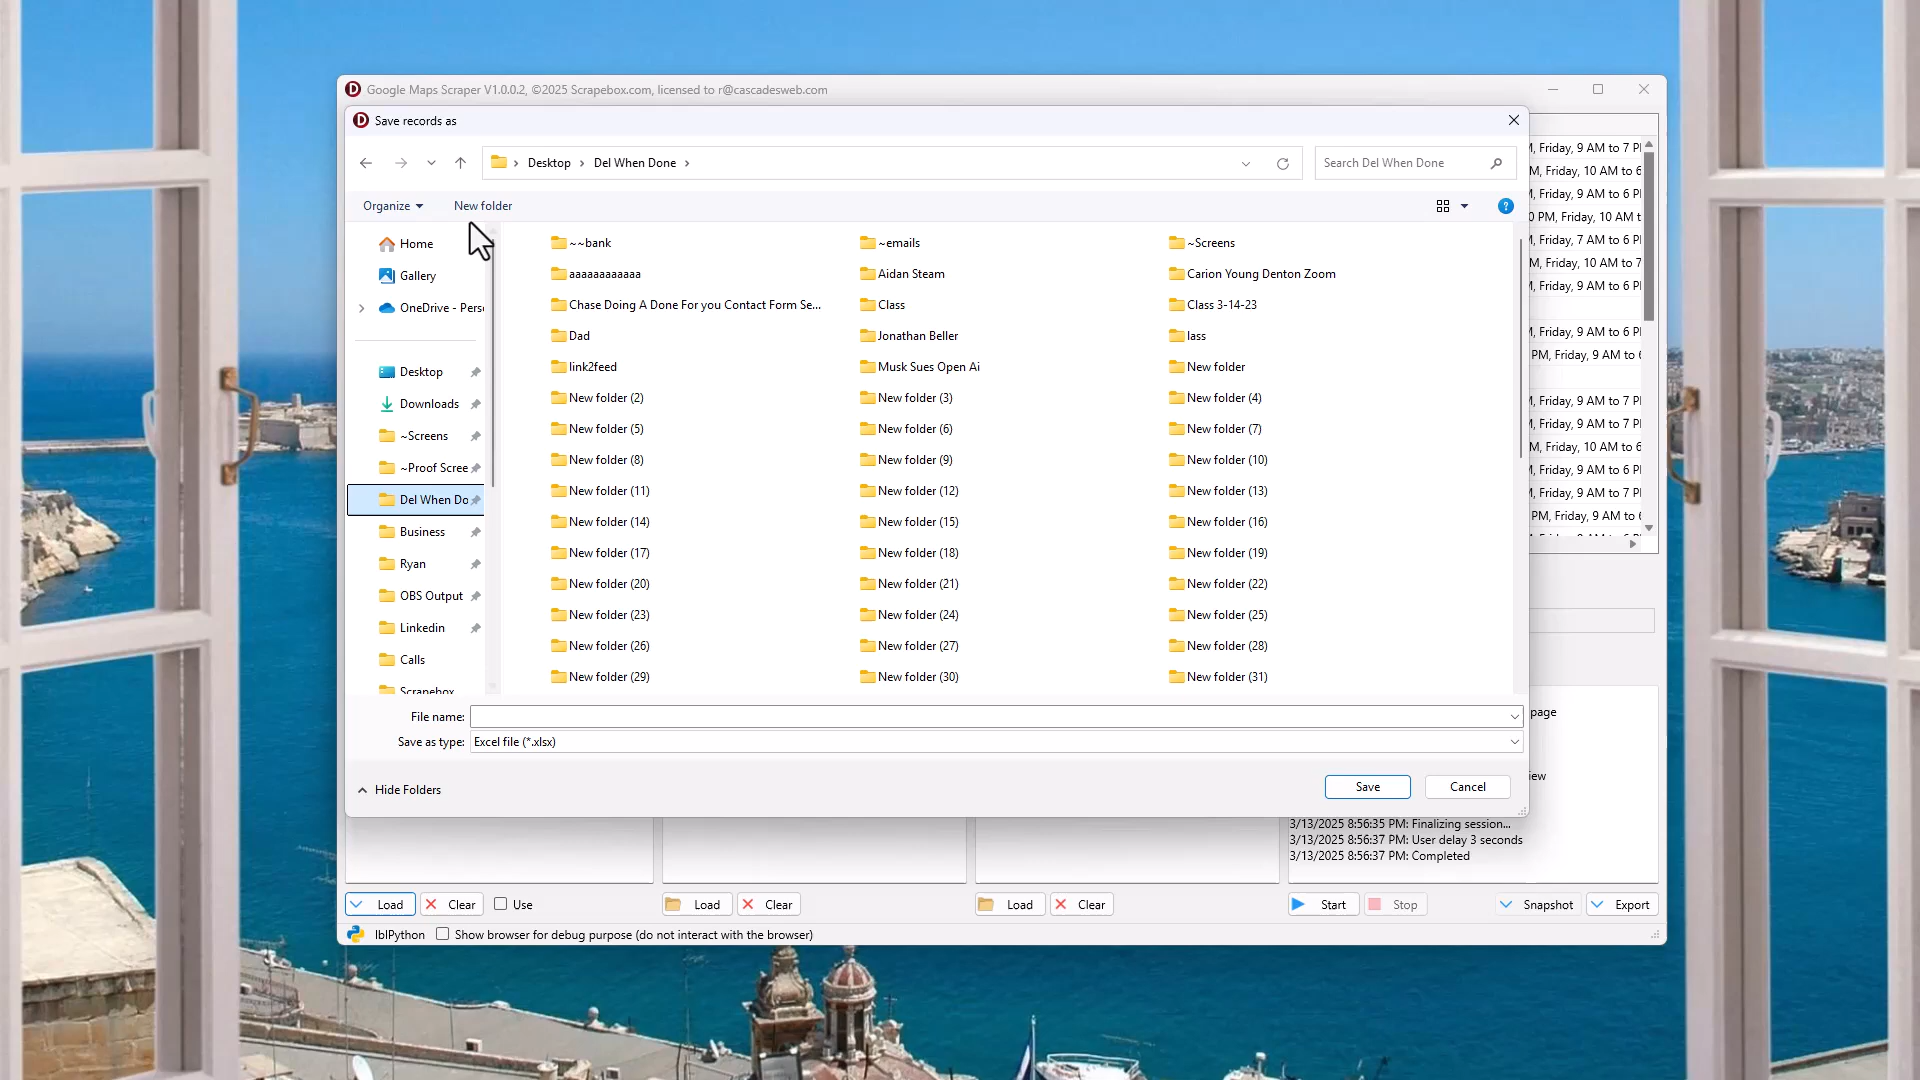 Google Maps Scraper V1.0.0.2, ©2025 Scrapebox.com, licensed to r@cascadesweb.com
Save records as
Desktop
Del When Done
Search Del When Done
Organize
New folder
Home
Gallery
OneDrive - Pers
Desktop
Downloads
~Screens
~Proof Scree
Del When Do
Business
Ryan
OBS Output
Linkedin
Calls
Scrapebox
~~bank
~emails
~Screens
aaaaaaaaaaaa
Aidan Steam
Carion Young Denton Zoom
Chase Doing A Done For you Contact Form Se...
Class
Class 3-14-23
Dad
Jonathan Beller
lass
link2feed
Musk Sues Open Ai
New folder
New folder (2)
New folder (3)
New folder (4)
New folder (5)
New folder (6)
New folder (7)
New folder (8)
New folder (9)
New folder (10)
New folder (11)
New folder (12)
New folder (13)
New folder (14)
New folder (15)
New folder (16)
New folder (17)
New folder (18)
New folder (19)
New folder (20)
New folder (21)
New folder (22)
New folder (23)
New folder (24)
New folder (25)
New folder (26)
New folder (27)
New folder (28)
New folder (29)
New folder (30)
New folder (31)
M, Friday, 9 AM to 7 P
M, Friday, 10 AM to 6
M, Friday, 9 AM to 6 P
0 PM, Friday, 10 AM t
M, Friday, 7 AM to 6 P
M, Friday, 10 AM to 7
M, Friday, 9 AM to 6 P
M, Friday, 9 AM to 6 P
PM, Friday, 9 AM to 6
M, Friday, 9 AM to 7 P
M, Friday, 9 AM to 7 P
M, Friday, 10 AM to 6
M, Friday, 9 AM to 6 P
M, Friday, 9 AM to 7 P
PM, Friday, 9 AM to 6
File name:
Save as type: Excel file (*.xlsx)
Hide Folders
Save
Cancel
page
iew
3/13/2025 8:56:35 PM: Finalizing session...
3/13/2025 8:56:37 PM: User delay 3 seconds
3/13/2025 8:56:37 PM: Completed
Load
Clear
Use
Load
Clear
Load
Clear
Start
Stop
Snapshot
Export
lblPython
Show browser for debug purpose (do not interact with the browser)